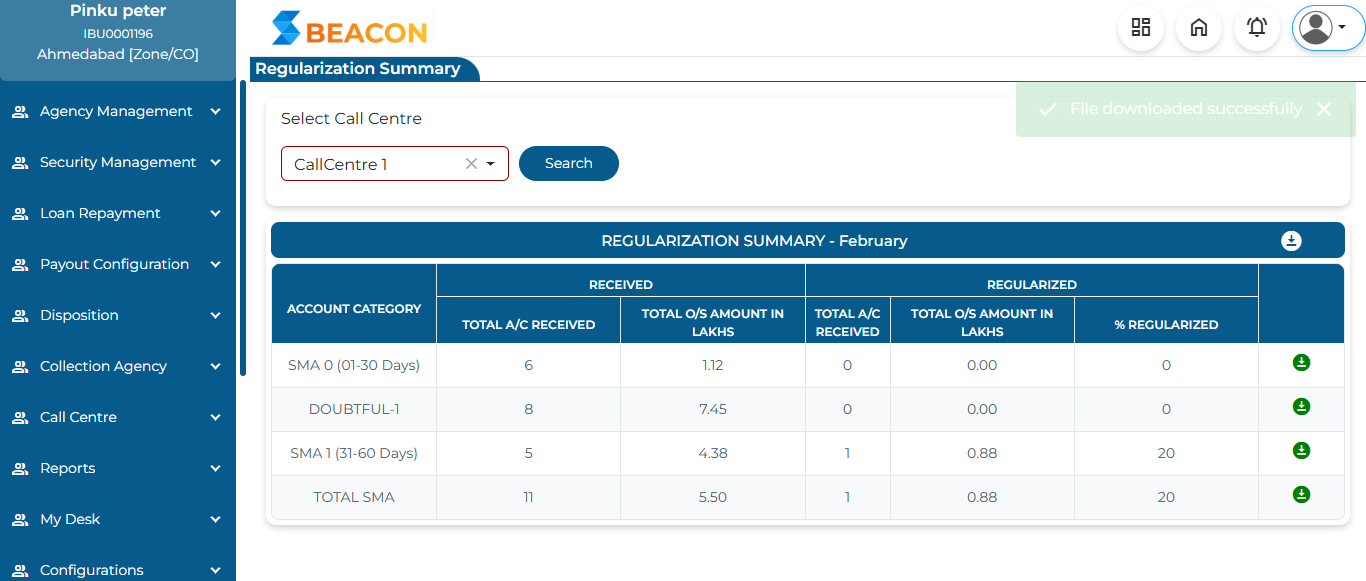 Pinku peter
IBU0001196
Ahmedabad [Zone/CO]
Agency Management
Security Management
Loan Repayment
Payout Configuration
Disposition
Collection Agency
Call Centre
Reports
My Desk
Configurations
BEACON
Regularization Summary
File downloaded successfully
Select Call Centre
CallCentre 1
Search
REGULARIZATION SUMMARY - February
ACCOUNT CATEGORY
RECEIVED
REGULARIZED
TOTAL A/C RECEIVED
TOTAL O/S AMOUNT IN
LAKHS
TOTAL A/C
RECEIVED
TOTAL O/S AMOUNT IN
LAKHS
% REGULARIZED
SMA 0 (01-30 Days) 6 1.12 0 0.00 0
DOUBTFUL-1 8 7.45 0 0.00 0
SMA 1 (31-60 Days) 5 4.38 1 0.88 20
TOTAL SMA 11 5.50 1 0.88 20